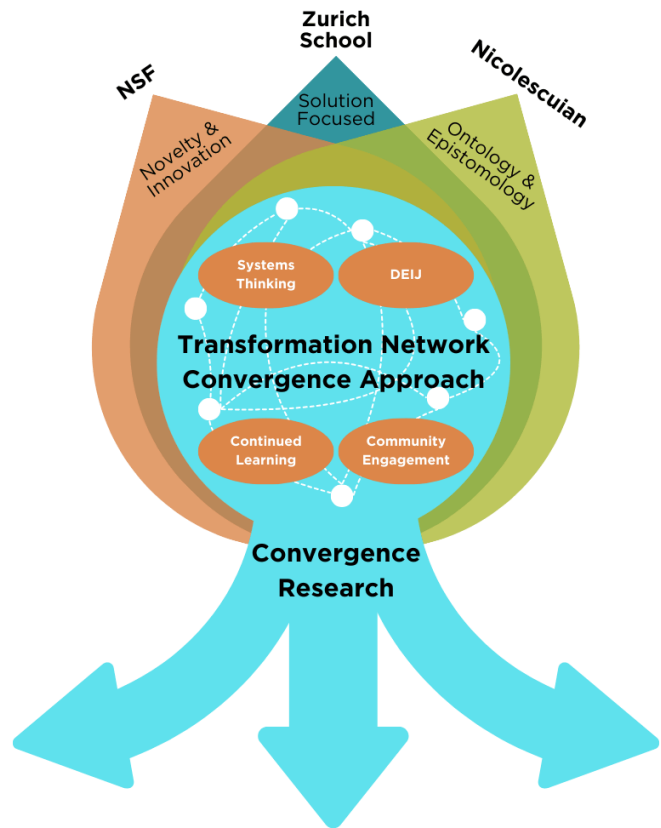 Zurich
School
NSF
Nicolescuian
Solution
Focused
Novelty &
Innovation
Ontology &
Epistomology
Systems
Thinking
DEIJ
Transformation Network
Convergence Approach
Continued
Learning
Community
Engagement
Convergence
Research